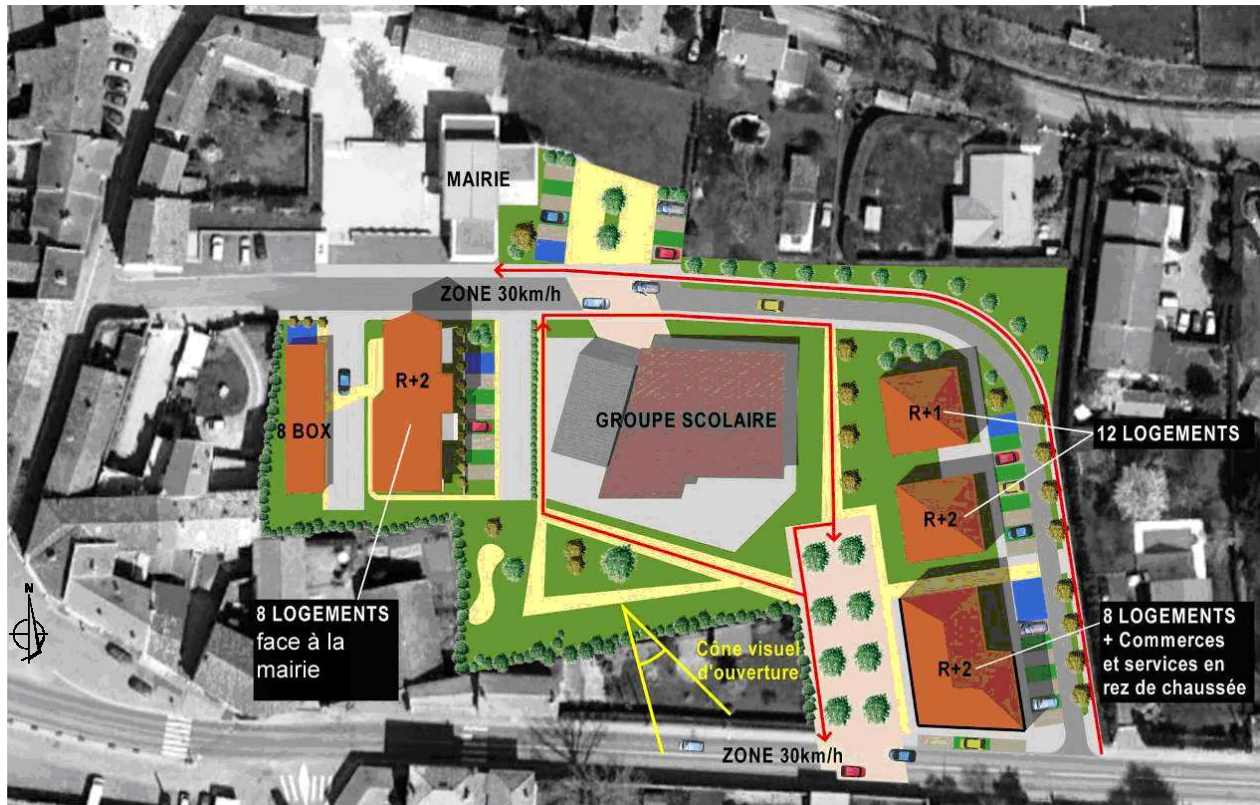 MAIRIE
ZONE 30km/h
R+2
8 BOX
GROUPE SCOLAIRE
R+1
12 LOGEMENTS
R+2
N
8 LOGEMENTS
face à la
mairie
Cône visuel
d'ouverture
R+2
8 LOGEMENTS
+ Commerces
et services en
rez de chaussée
ZONE 30km/h